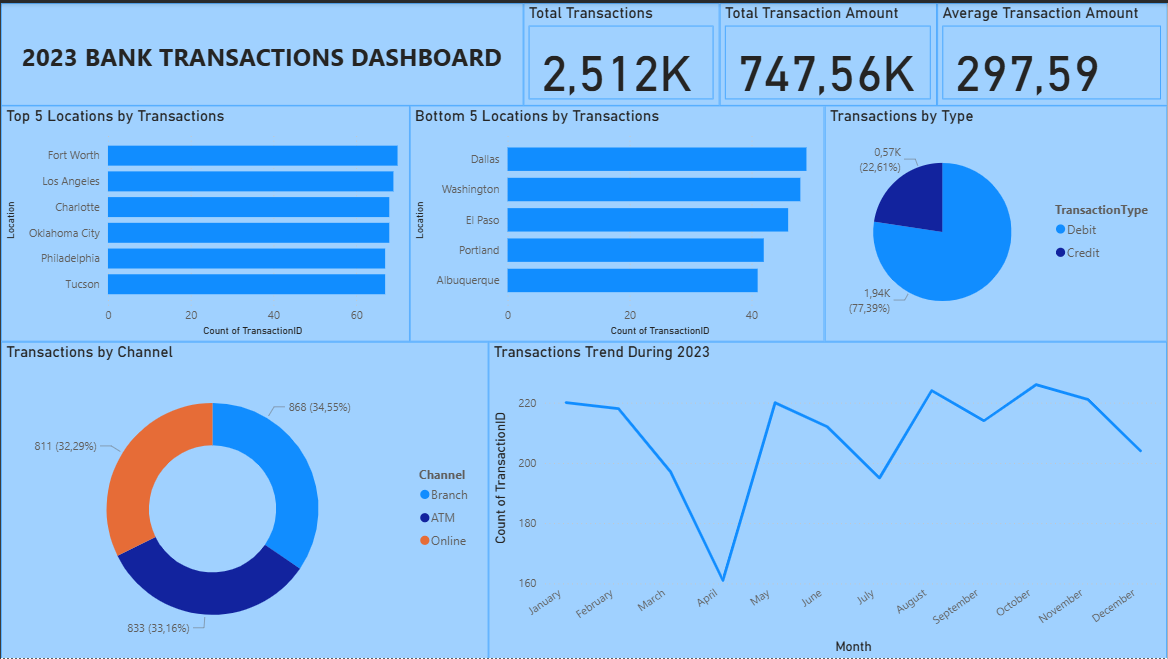 2023 BANK TRANSACTIONS DASHBOARD
Total Transactions
2,512K
Total Transaction Amount
747,56K
Average Transaction Amount
297,59
Top 5 Locations by Transactions
Location
Fort Worth
Los Angeles
Charlotte
Oklahoma City
Philadelphia
Tucson
0 20 40 60
Count of TransactionID
Bottom 5 Locations by Transactions
Location
Dallas
Washington
El Paso
Portland
Albuquerque
0 20 40
Count of TransactionID
Transactions by Type
0,57K
(22,61%)
1,94K
(77,39%)
TransactionType
Debit
Credit
Transactions by Channel
868 (34,55%)
811 (32,29%)
833 (33,16%)
Channel
Branch
ATM
Online
Transactions Trend During 2023
Count of TransactionID
220
200
180
160
January February March April May June July August September October November December
Month